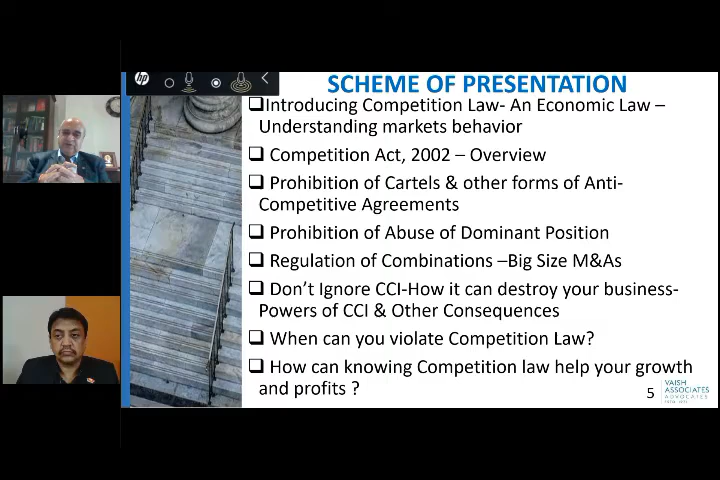 hp
SCHEME OF PRESENTATION
❑Introducing Competition Law- An Economic Law –
Understanding markets behavior
❑ Competition Act, 2002 – Overview
❑ Prohibition of Cartels & other forms of Anti-
Competitive Agreements
❑ Prohibition of Abuse of Dominant Position
❑ Regulation of Combinations –Big Size M&As
❑ Don’t Ignore CCI-How it can destroy your business-
Powers of CCI & Other Consequences
❑ When can you violate Competition Law?
❑ How can knowing Competition law help your growth
and profits ?
5
VAISH
ASSOCIATES
ADVOCATES